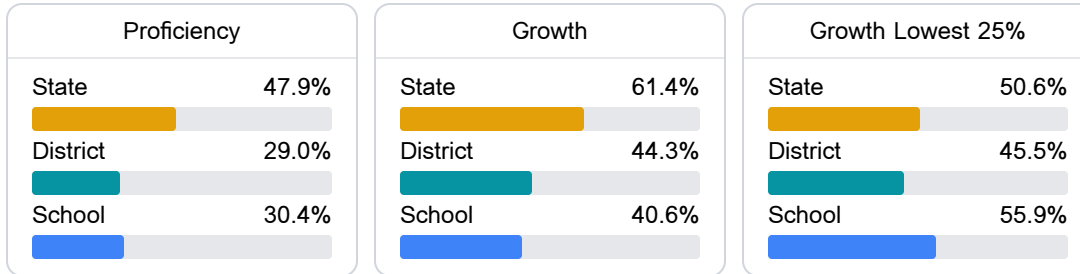 Proficiency
State 47.9%
District 29.0%
School 30.4%
Growth
State 61.4%
District 44.3%
School 40.6%
Growth Lowest 25%
State 50.6%
District 45.5%
School 55.9%